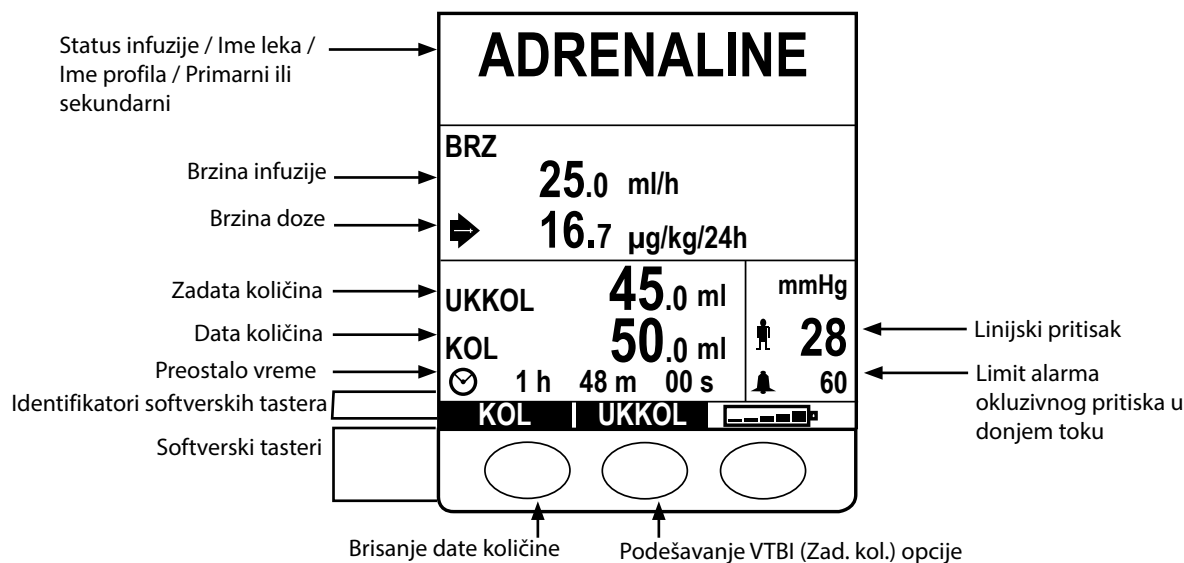 Status infuzije / Ime leka /
Ime profila / Primarni ili
sekundarni
ADRENALINE
BRZ
Brzina infuzije
25.0 ml/h
Brzina doze
16.7 µg/kg/24h
Zadata količina
UKKOL 45.0 ml
mmHg
Data količina
KOL 50.0 ml
28
Linijski pritisak
Preostalo vreme
1 h 48 m 00 s
60
Limit alarma
okluzivnog pritiska u
donjem toku
Identifikatori softverskih tastera
KOL UKKOL
Softverski tasteri
Brisanje date količine
Podešavanje VTBI (Zad. kol.) opcije